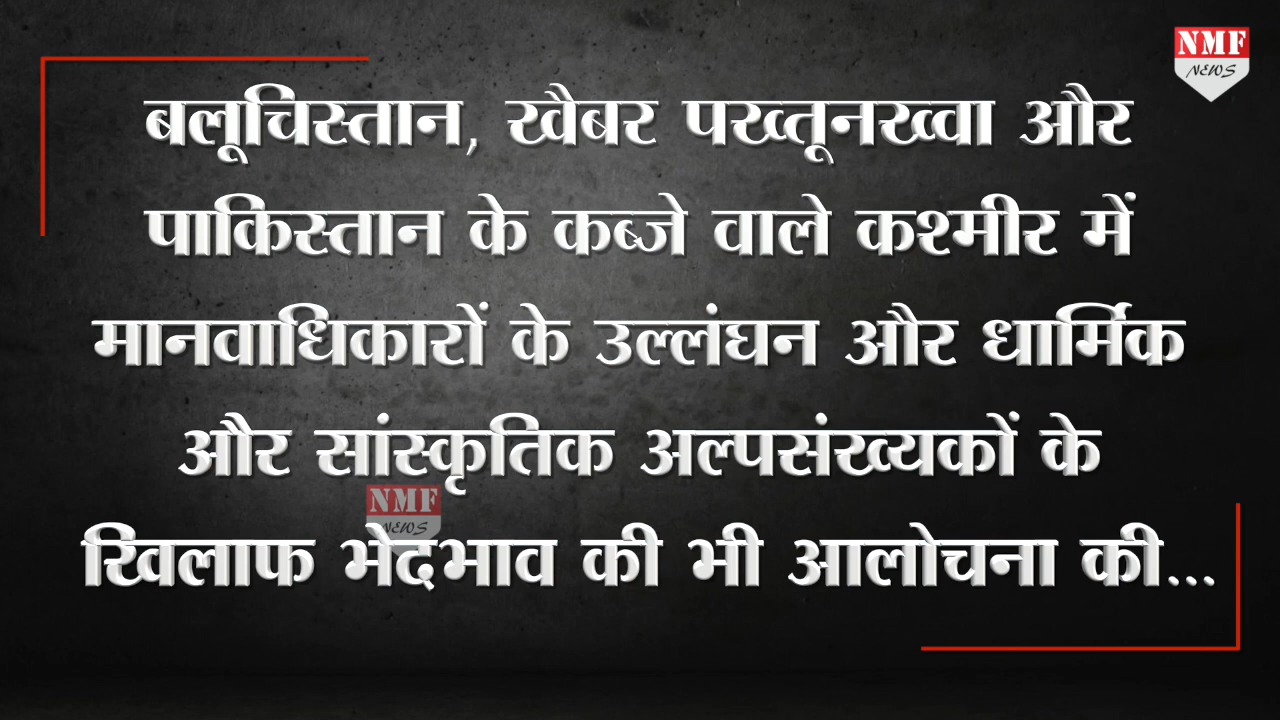 NMF
NEWS
बलूचिस्तान, खैबर पख्तूनख्वा और
पाकिस्तान के कब्जे वाले कश्मीर में
मानवाधिकारों के उल्लंघन और धार्मिक
और सांस्कृतिक अल्पसंख्यकों के
NMF
NEWS
खिलाफ भेदभाव की भी आलोचना की...